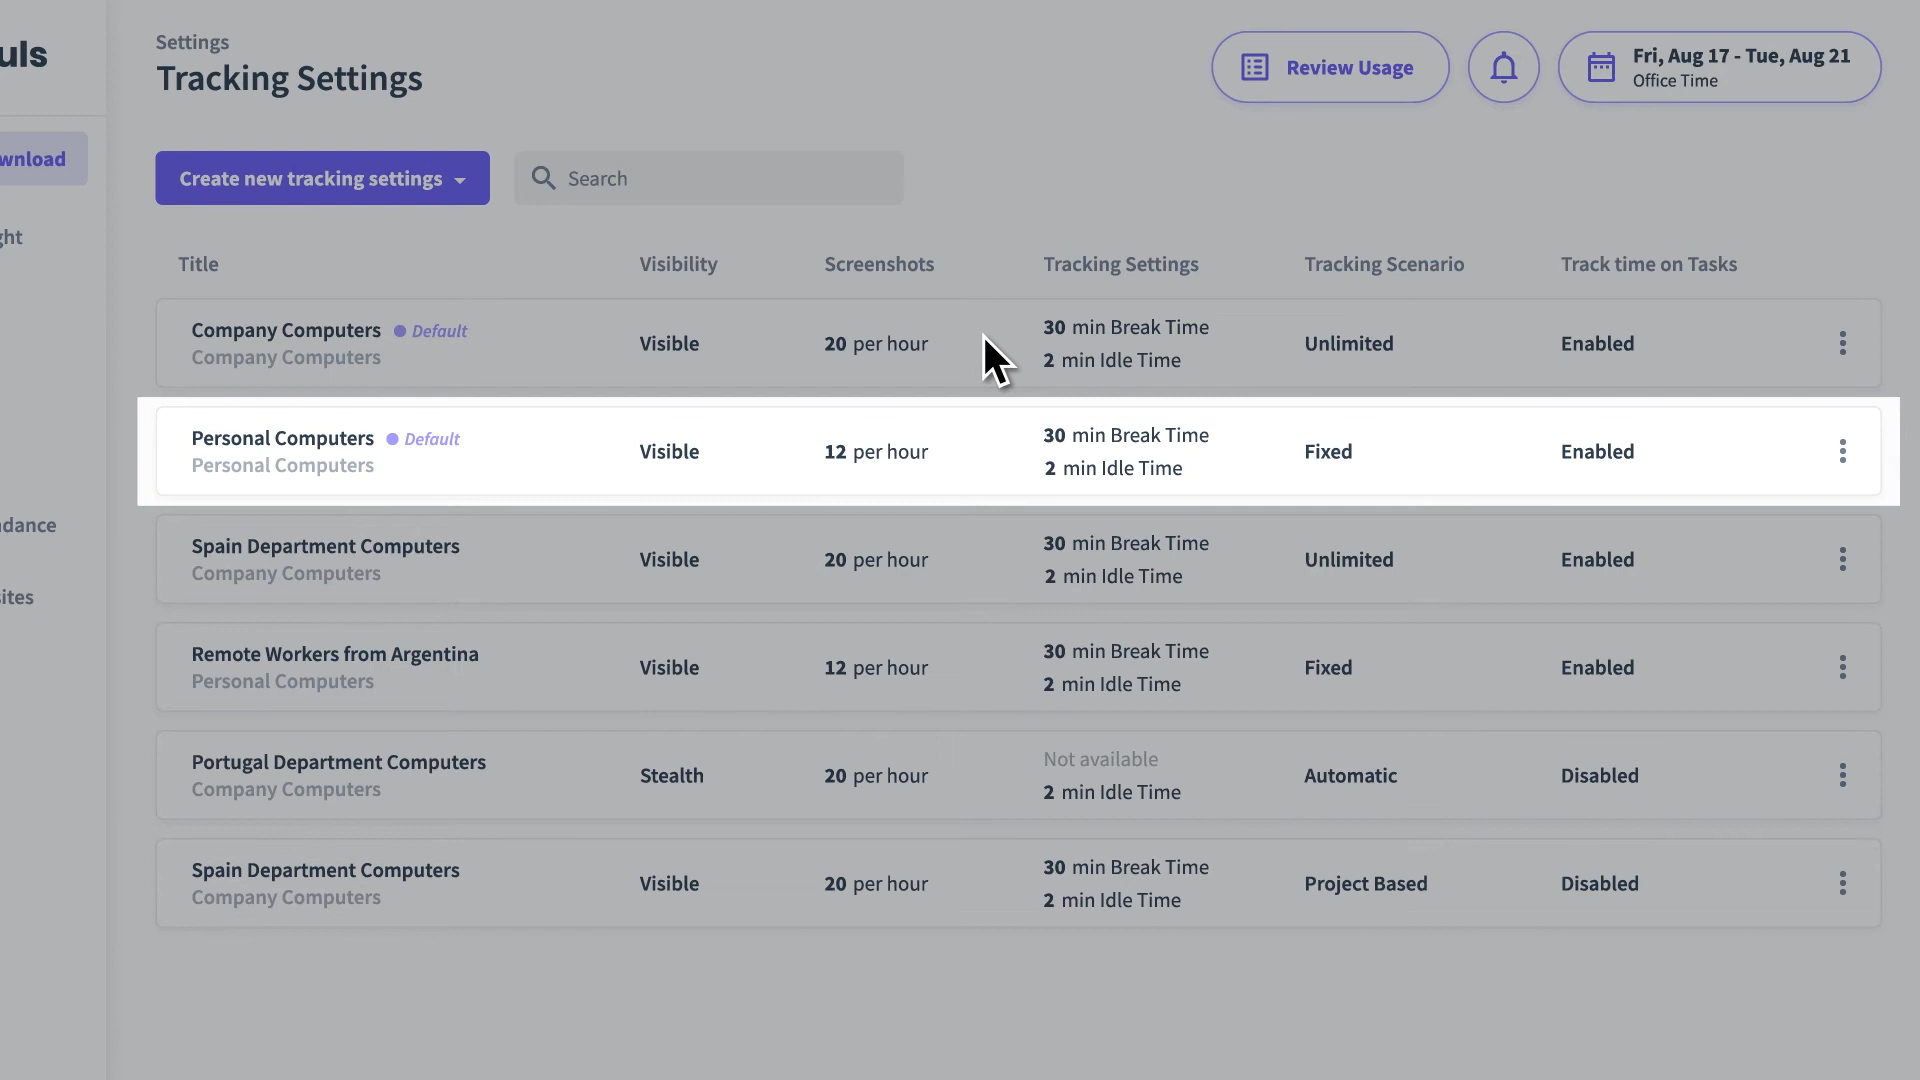 uls
wnload
ght
dance
ites
Settings
Tracking Settings
Review Usage
Fri, Aug 17 - Tue, Aug 21
Office Time
Create new tracking settings
Search
Title Visibility Screenshots Tracking Settings Tracking Scenario Track time on Tasks
Company Computers Default
Company Computers
Visible
20 per hour
30 min Break Time
2 min Idle Time
Unlimited
Enabled
Personal Computers Default
Personal Computers
Visible
12 per hour
30 min Break Time
2 min Idle Time
Fixed
Enabled
Spain Department Computers
Company Computers
Visible
20 per hour
30 min Break Time
2 min Idle Time
Unlimited
Enabled
Remote Workers from Argentina
Personal Computers
Visible
12 per hour
30 min Break Time
2 min Idle Time
Fixed
Enabled
Portugal Department Computers
Company Computers
Stealth
20 per hour
Not available
2 min Idle Time
Automatic
Disabled
Spain Department Computers
Company Computers
Visible
20 per hour
30 min Break Time
2 min Idle Time
Project Based
Disabled